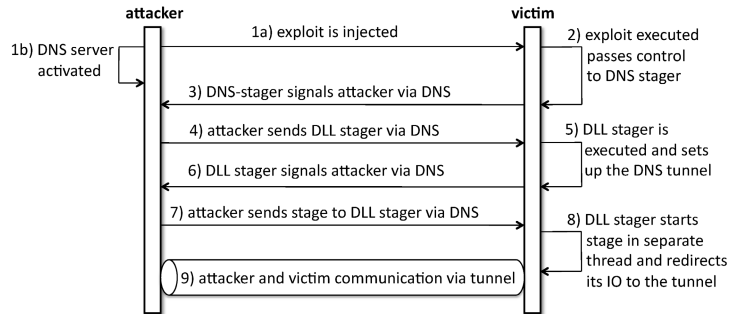 attacker
victim
1a) exploit is injected
1b) DNS server
activated
2) exploit executed
passes control
to DNS stager
3) DNS-stager signals attacker via DNS
4) attacker sends DLL stager via DNS
5) DLL stager is
executed and sets
up the DNS tunnel
6) DLL stager signals attacker via DNS
7) attacker sends stage to DLL stager via DNS
8) DLL stager starts
stage in separate
thread and redirects
its IO to the tunnel
9) attacker and victim communication via tunnel